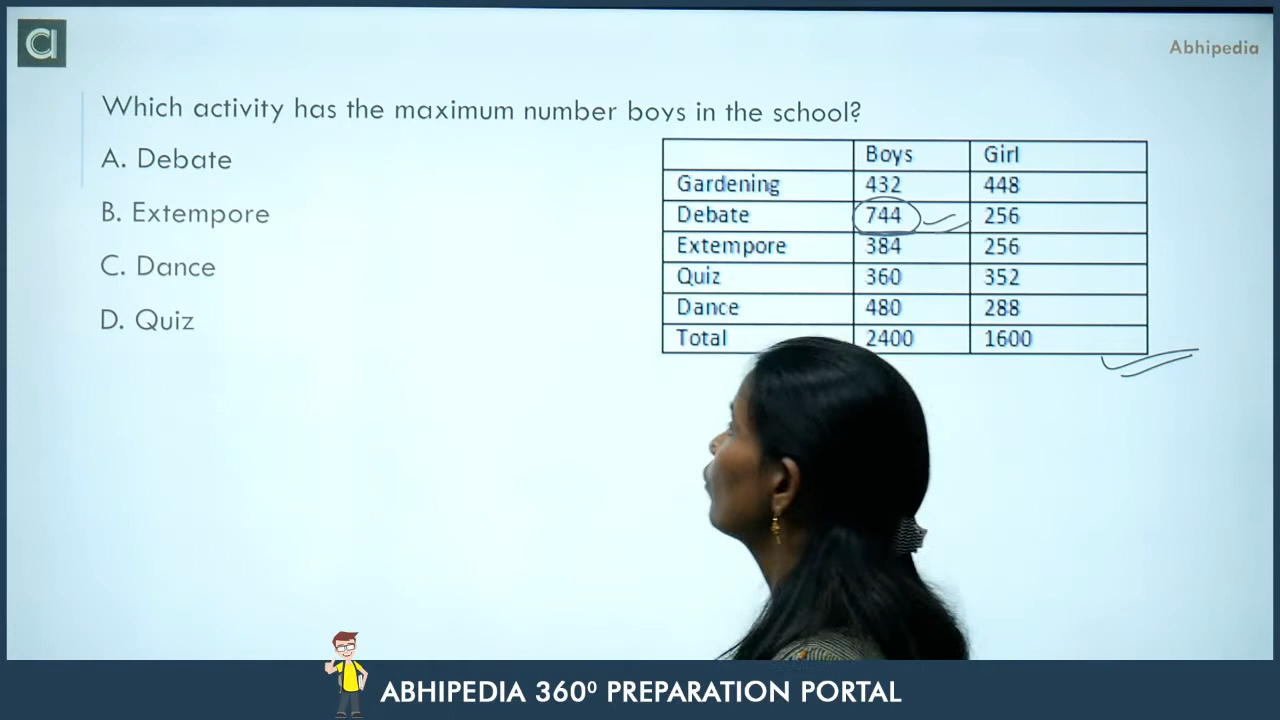 Abhipedia
Which activity has the maximum number boys in the school?
A. Debate
B. Extempore
C. Dance
D. Quiz
Boys Girl
Gardening 432 448
Debate 744 256
Extempore 384 256
Quiz 360 352
Dance 480 288
Total 2400 1600
ABHIPEDIA 360⁰ PREPARATION PORTAL